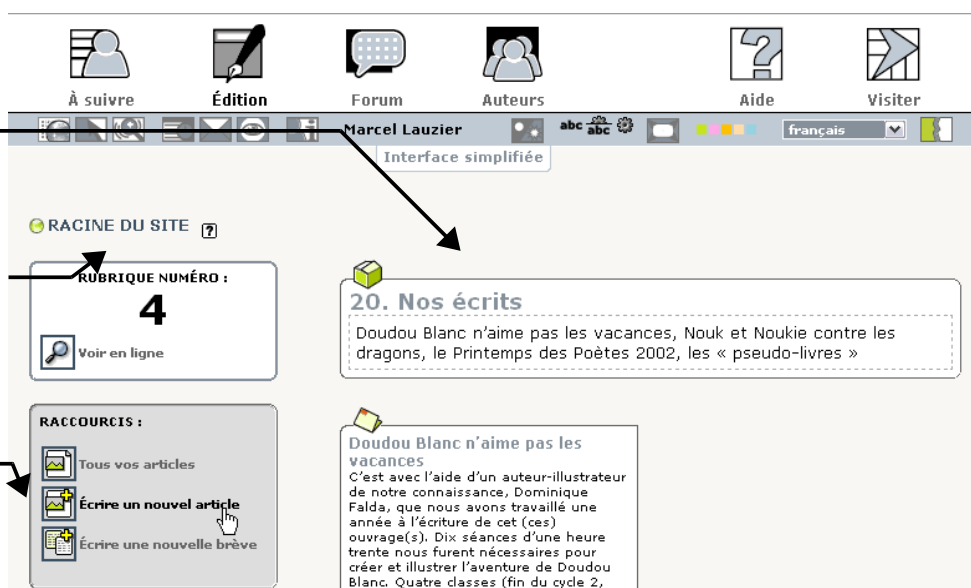 À suivre Édition Forum Auteurs Aide Visiter
Marcel Lauzier abc abc abc français
Interface simplifiée
RACINE DU SITE ?
RUBRIQUE NUMÉRO :
4
Voir en ligne
20. Nos écrits
Doudou Blanc n'aime pas les vacances, Nouk et Noukie contre les
dragons, le Printemps des Poètes 2002, les « pseudo-livres »
RACCOURCIS :
Tous vos articles
Écrire un nouvel article
Écrire une nouvelle brève
Doudou Blanc n'aime pas les
vacances
C'est avec l'aide d'un auteur-illustrateur
de notre connaissance, Dominique
Falda, que nous avons travaillé une
année à l'écriture de cet (ces)
ouvrage(s). Dix séances d'une heure
trente nous furent nécessaires pour
créer et illustrer l'aventure de Doudou
Blanc. Quatre classes (fin du cycle 2,